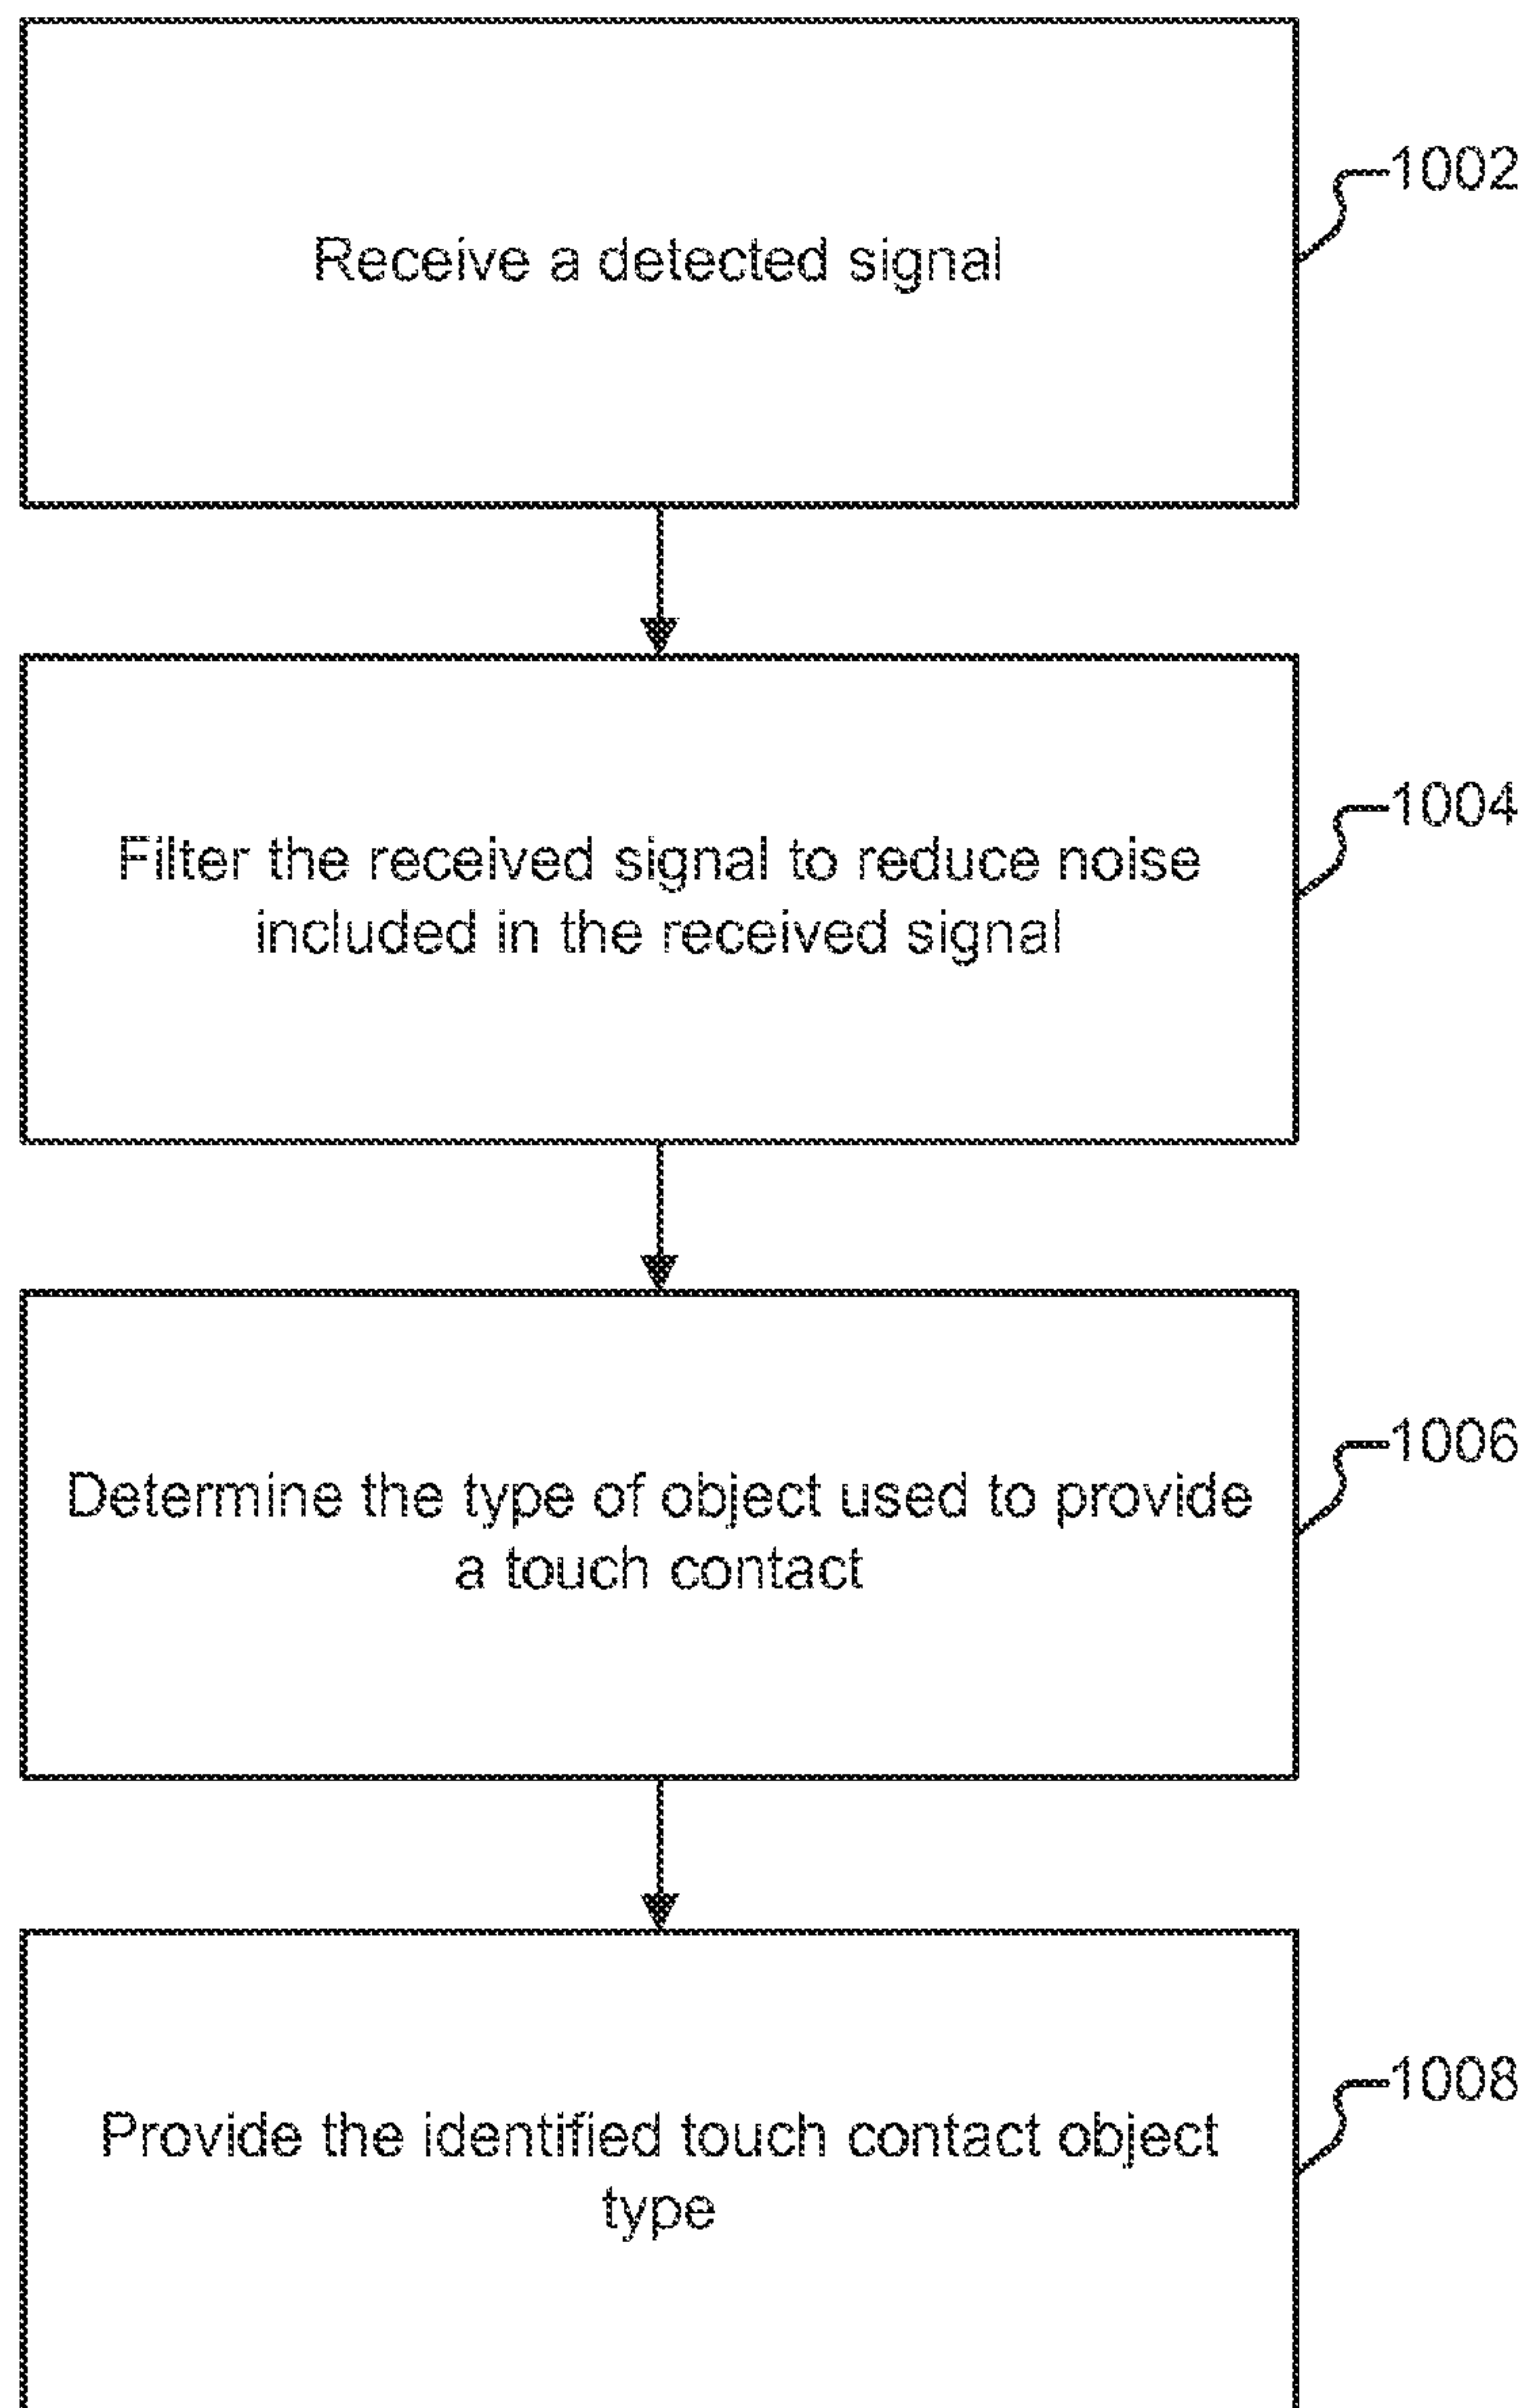 Receive a detected signal
1002
Filter the received signal to reduce noise
included in the received signal
1004
Determine the type of object used to provide
a touch contact
1006
Provide the identified touch contact object
type
1008